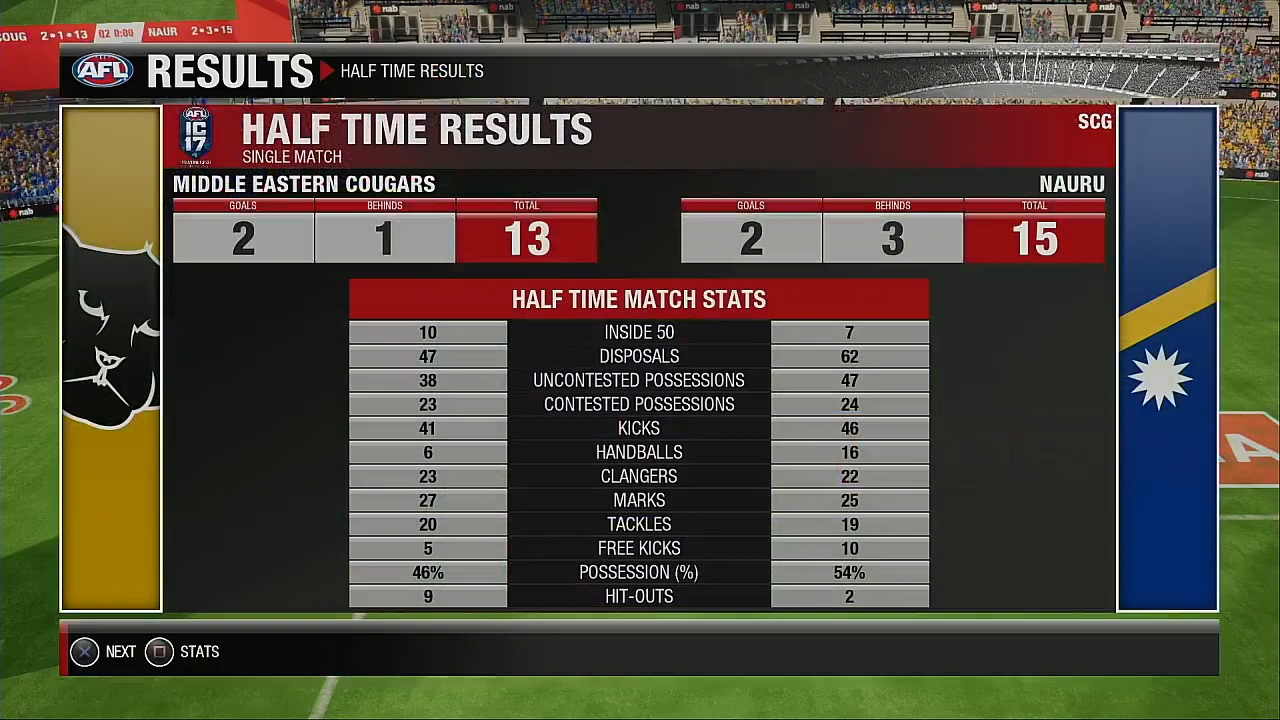 OUG 2•1•13 Q2 0:00 NAUR 2•3•15
AFL RESULTS HALF TIME RESULTS
AFL IC 17 HALF TIME RESULTS SCG
SINGLE MATCH
MIDDLE EASTERN COUGARS NAURU
GOALS BEHINDS TOTAL GOALS BEHINDS TOTAL
2 1 13 2 3 15
HALF TIME MATCH STATS
10 INSIDE 50 7
47 DISPOSALS 62
38 UNCONTESTED POSSESSIONS 47
23 CONTESTED POSSESSIONS 24
41 KICKS 46
6 HANDBALLS 16
23 CLANGERS 22
27 MARKS 25
20 TACKLES 19
5 FREE KICKS 10
46% POSSESSION (%) 54%
9 HIT-OUTS 2
NEXT STATS